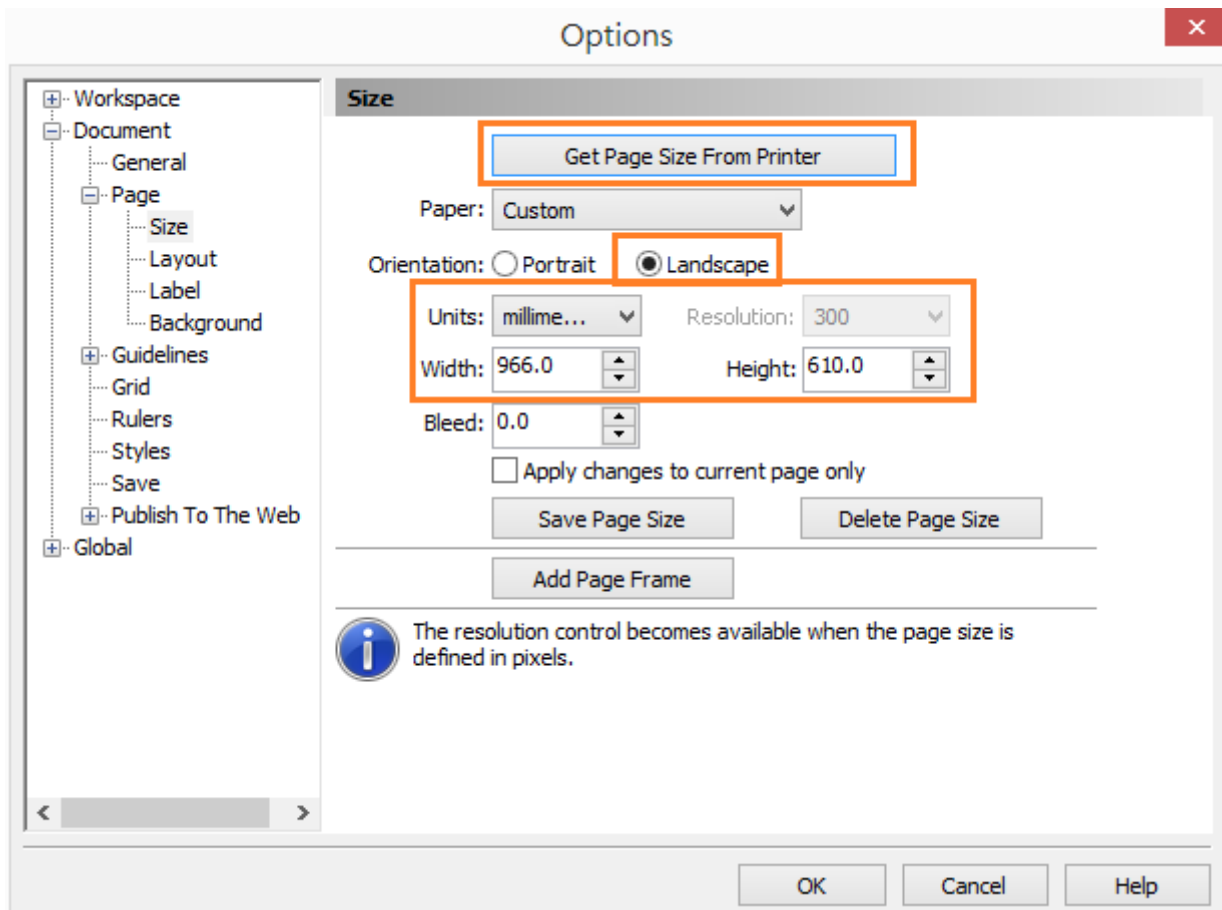 Options
Workspace
Document
General
Page
Size
Layout
Label
Background
Guidelines
Grid
Rulers
Styles
Save
Publish To The Web
Global
Size
Get Page Size From Printer
Paper: Custom
Orientation: Portrait Landscape
Units: millime... Resolution: 300
Width: 966.0 Height: 610.0
Bleed: 0.0
Apply changes to current page only
Save Page Size Delete Page Size
Add Page Frame
The resolution control becomes available when the page size is
defined in pixels.
OK Cancel Help